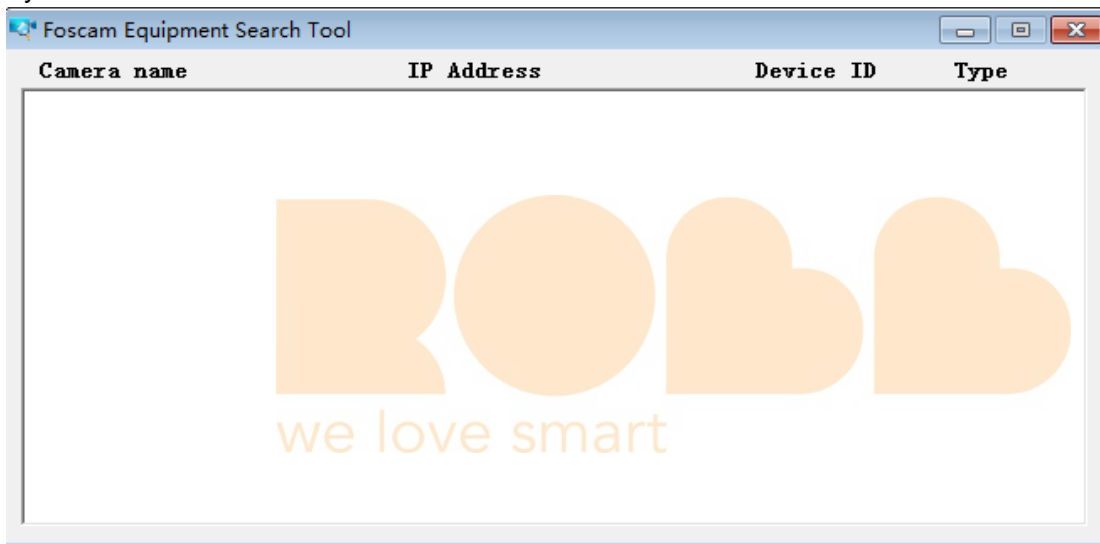 Foscam Equipment Search Tool
Camera name IP Address Device ID Type
ROBB
we love smart